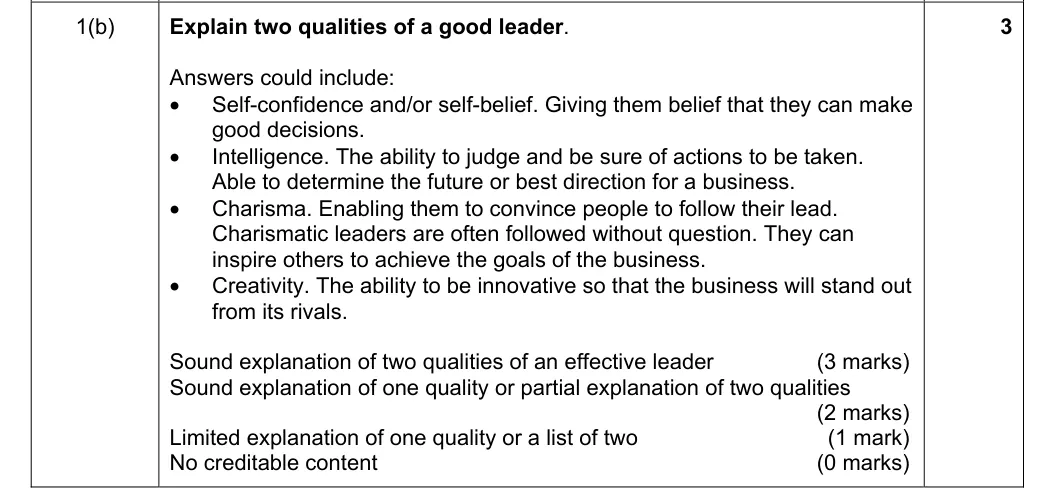 1(b) Explain two qualities of a good leader. 3
Answers could include:
• Self-confidence and/or self-belief. Giving them belief that they can make
good decisions.
• Intelligence. The ability to judge and be sure of actions to be taken.
Able to determine the future or best direction for a business.
• Charisma. Enabling them to convince people to follow their lead.
Charismatic leaders are often followed without question. They can
inspire others to achieve the goals of the business.
• Creativity. The ability to be innovative so that the business will stand out
from its rivals.
Sound explanation of two qualities of an effective leader (3 marks)
Sound explanation of one quality or partial explanation of two qualities
(2 marks)
Limited explanation of one quality or a list of two (1 mark)
No creditable content (0 marks)